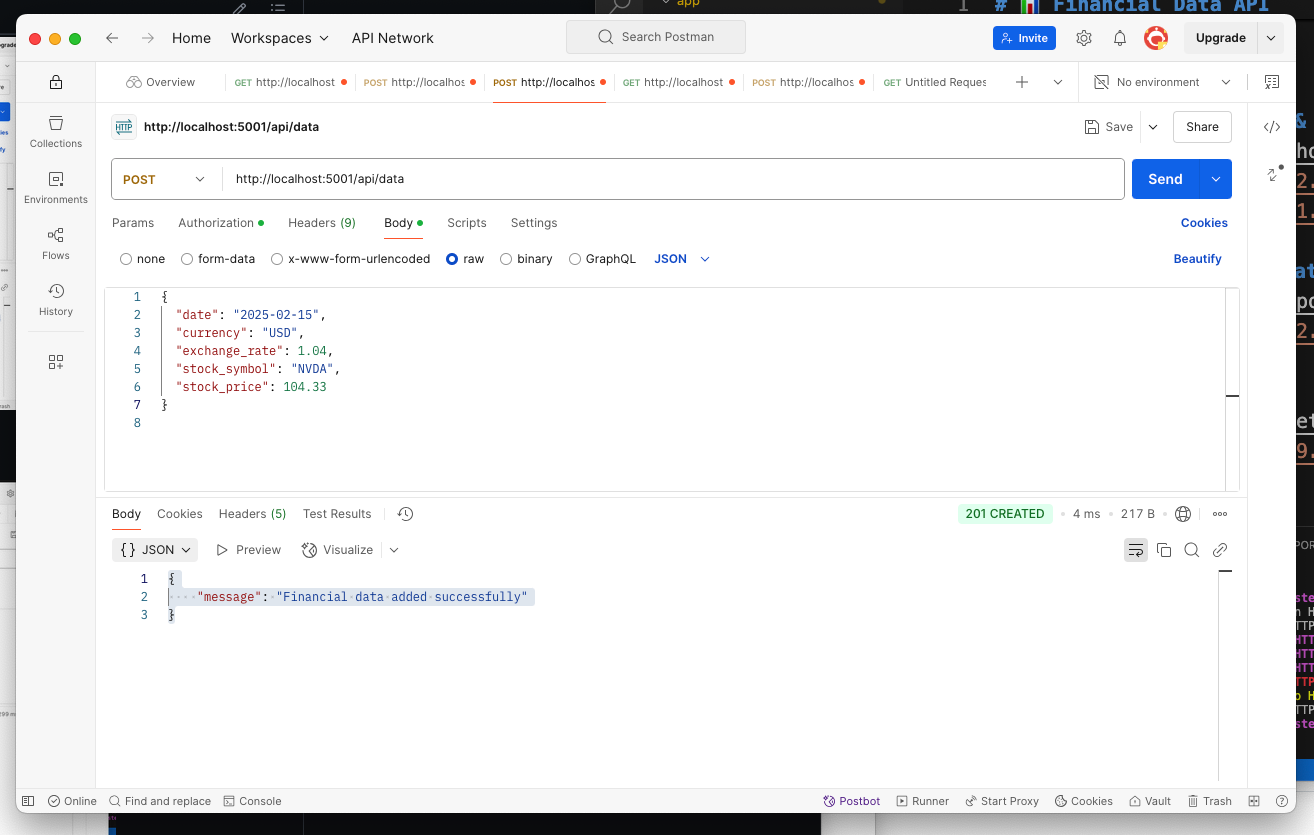 app
1 # Financial Data API
Home Workspaces API Network Search Postman Invite Upgrade
Overview GET http://localhost POST http://localhos POST http://localhos GET http://localhost POST http://localhos GET Untitled Reques No environment
HTTP http://localhost:5001/api/data Save Share
Collections
Environments
Flows
History
POST http://localhost:5001/api/data Send
Params Authorization Headers (9) Body Scripts Settings Cookies
none form-data x-www-form-urlencoded raw binary GraphQL JSON Beautify
1 {
2 "date": "2025-02-15",
3 "currency": "USD",
4 "exchange_rate": 1.04,
5 "stock_symbol": "NVDA",
6 "stock_price": 104.33
7 }
8
Body Cookies Headers (5) Test Results 201 CREATED 4 ms 217 B
{} JSON Preview Visualize
1 {
2 "message": "Financial data added successfully"
3 }
Online Find and replace Console Postbot Runner Start Proxy Cookies Vault Trash